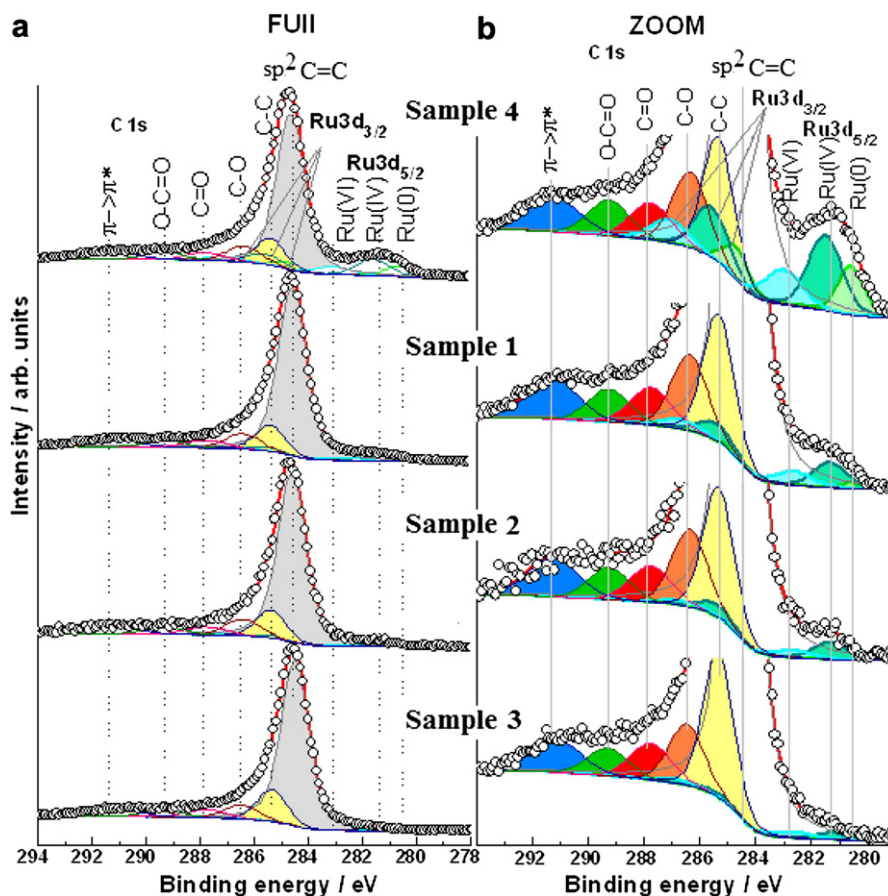 a
FUll
C 1s
π−>π*
O-C=O
C=O
C-O
C-C
sp2 C=C
Ru3d3/2
Ru3d5/2
Ru(VI)
Ru(IV)
Ru(0)
b
ZOOM
C 1s
π−>π*
O-C=O
C=O
C-O
C-C
sp2 C=C
Ru3d3/2
Ru3d5/2
Ru(VI)
Ru(IV)
Ru(0)
Sample 4
Sample 1
Sample 2
Sample 3
Intensity / arb. units
294 292 290 288 286 284 282 280 278
Binding energy / eV
292 290 288 286 284 282 280
Binding energy / eV